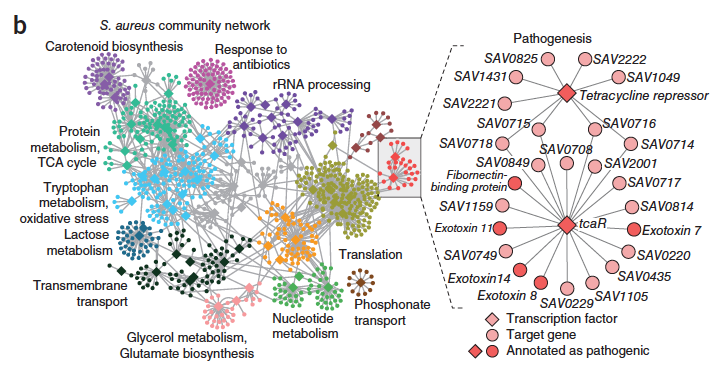 b
S. aureus community network
Carotenoid biosynthesis
Response to
antibiotics
rRNA processing
Protein
metabolism,
TCA cycle
Tryptophan
metabolism,
oxidative stress
Lactose
metabolism
Transmembrane
transport
Glycerol metabolism,
Glutamate biosynthesis
Nucleotide
metabolism
Translation
Phosphonate
transport
Pathogenesis
SAV0825
SAV2222
SAV1431
SAV1049
Tetracycline repressor
SAV2221
SAV0715
SAV0716
SAV0718
SAV0708
SAV0714
SAV0849
SAV2001
Fibornectin-
binding protein
SAV0717
SAV1159
SAV0814
Exotoxin 11
tcaR
Exotoxin 7
SAV0749
SAV0220
Exotoxin14
SAV0435
Exotoxin 8
SAV0229
SAV1105
Transcription factor
Target gene
Annotated as pathogenic